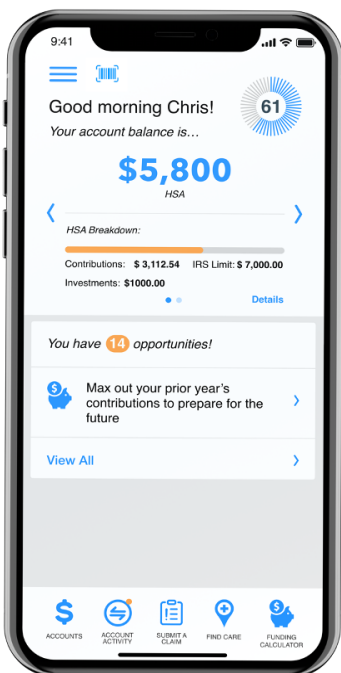 9:41
Good morning Chris!
61
Your account balance is...
$5,800
HSA
HSA Breakdown:
Contributions: $ 3,112.54 IRS Limit: $ 7,000.00
Investments: $1000.00
Details
You have 14 opportunities!
$
Max out your prior year's
contributions to prepare for the
future
View All
$
$
ACCOUNTS
ACCOUNT
ACTIVITY
SUBMIT A
CLAIM
FIND CARE
FUNDING
CALCULATOR